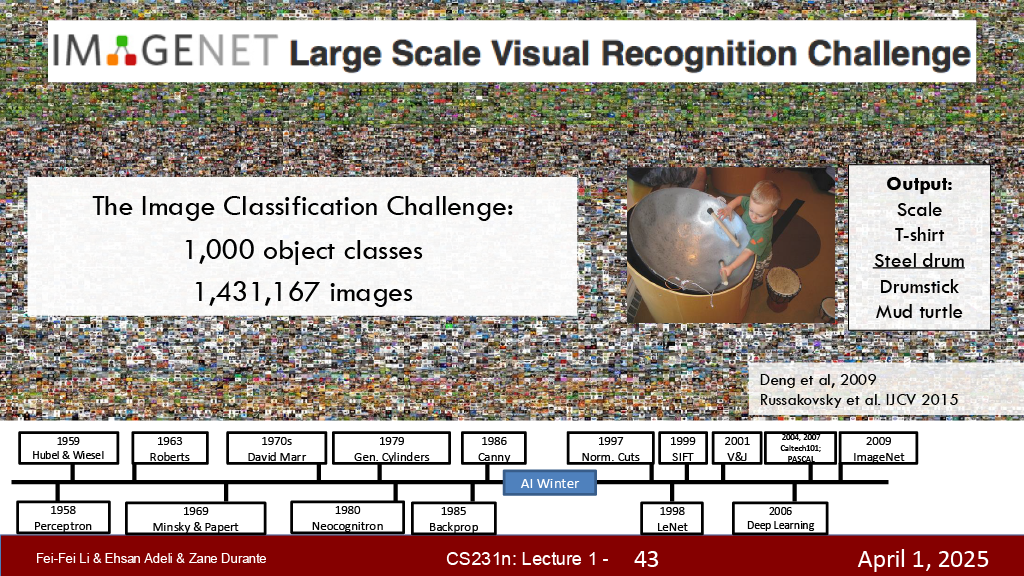 IMAGENET Large Scale Visual Recognition Challenge
The Image Classification Challenge:
1,000 object classes
1,431,167 images
Output:
Scale
T-shirt
Steel drum
Drumstick
Mud turtle
Deng et al, 2009
Russakovsky et al. IJCV 2015
1959
Hubel & Wiesel
1963
Roberts
1970s
David Marr
1979
Gen. Cylinders
1986
Canny
1997
Norm. Cuts
1999
SIFT
2001
V&J
2004, 2007
Caltech101;
PASCAL
2009
ImageNet
AI Winter
1958
Perceptron
1969
Minsky & Papert
1980
Neocognitron
1985
Backprop
1998
LeNet
2006
Deep Learning
Fei-Fei Li & Ehsan Adeli & Zane Durante
CS231n: Lecture 1 - 43
April 1, 2025